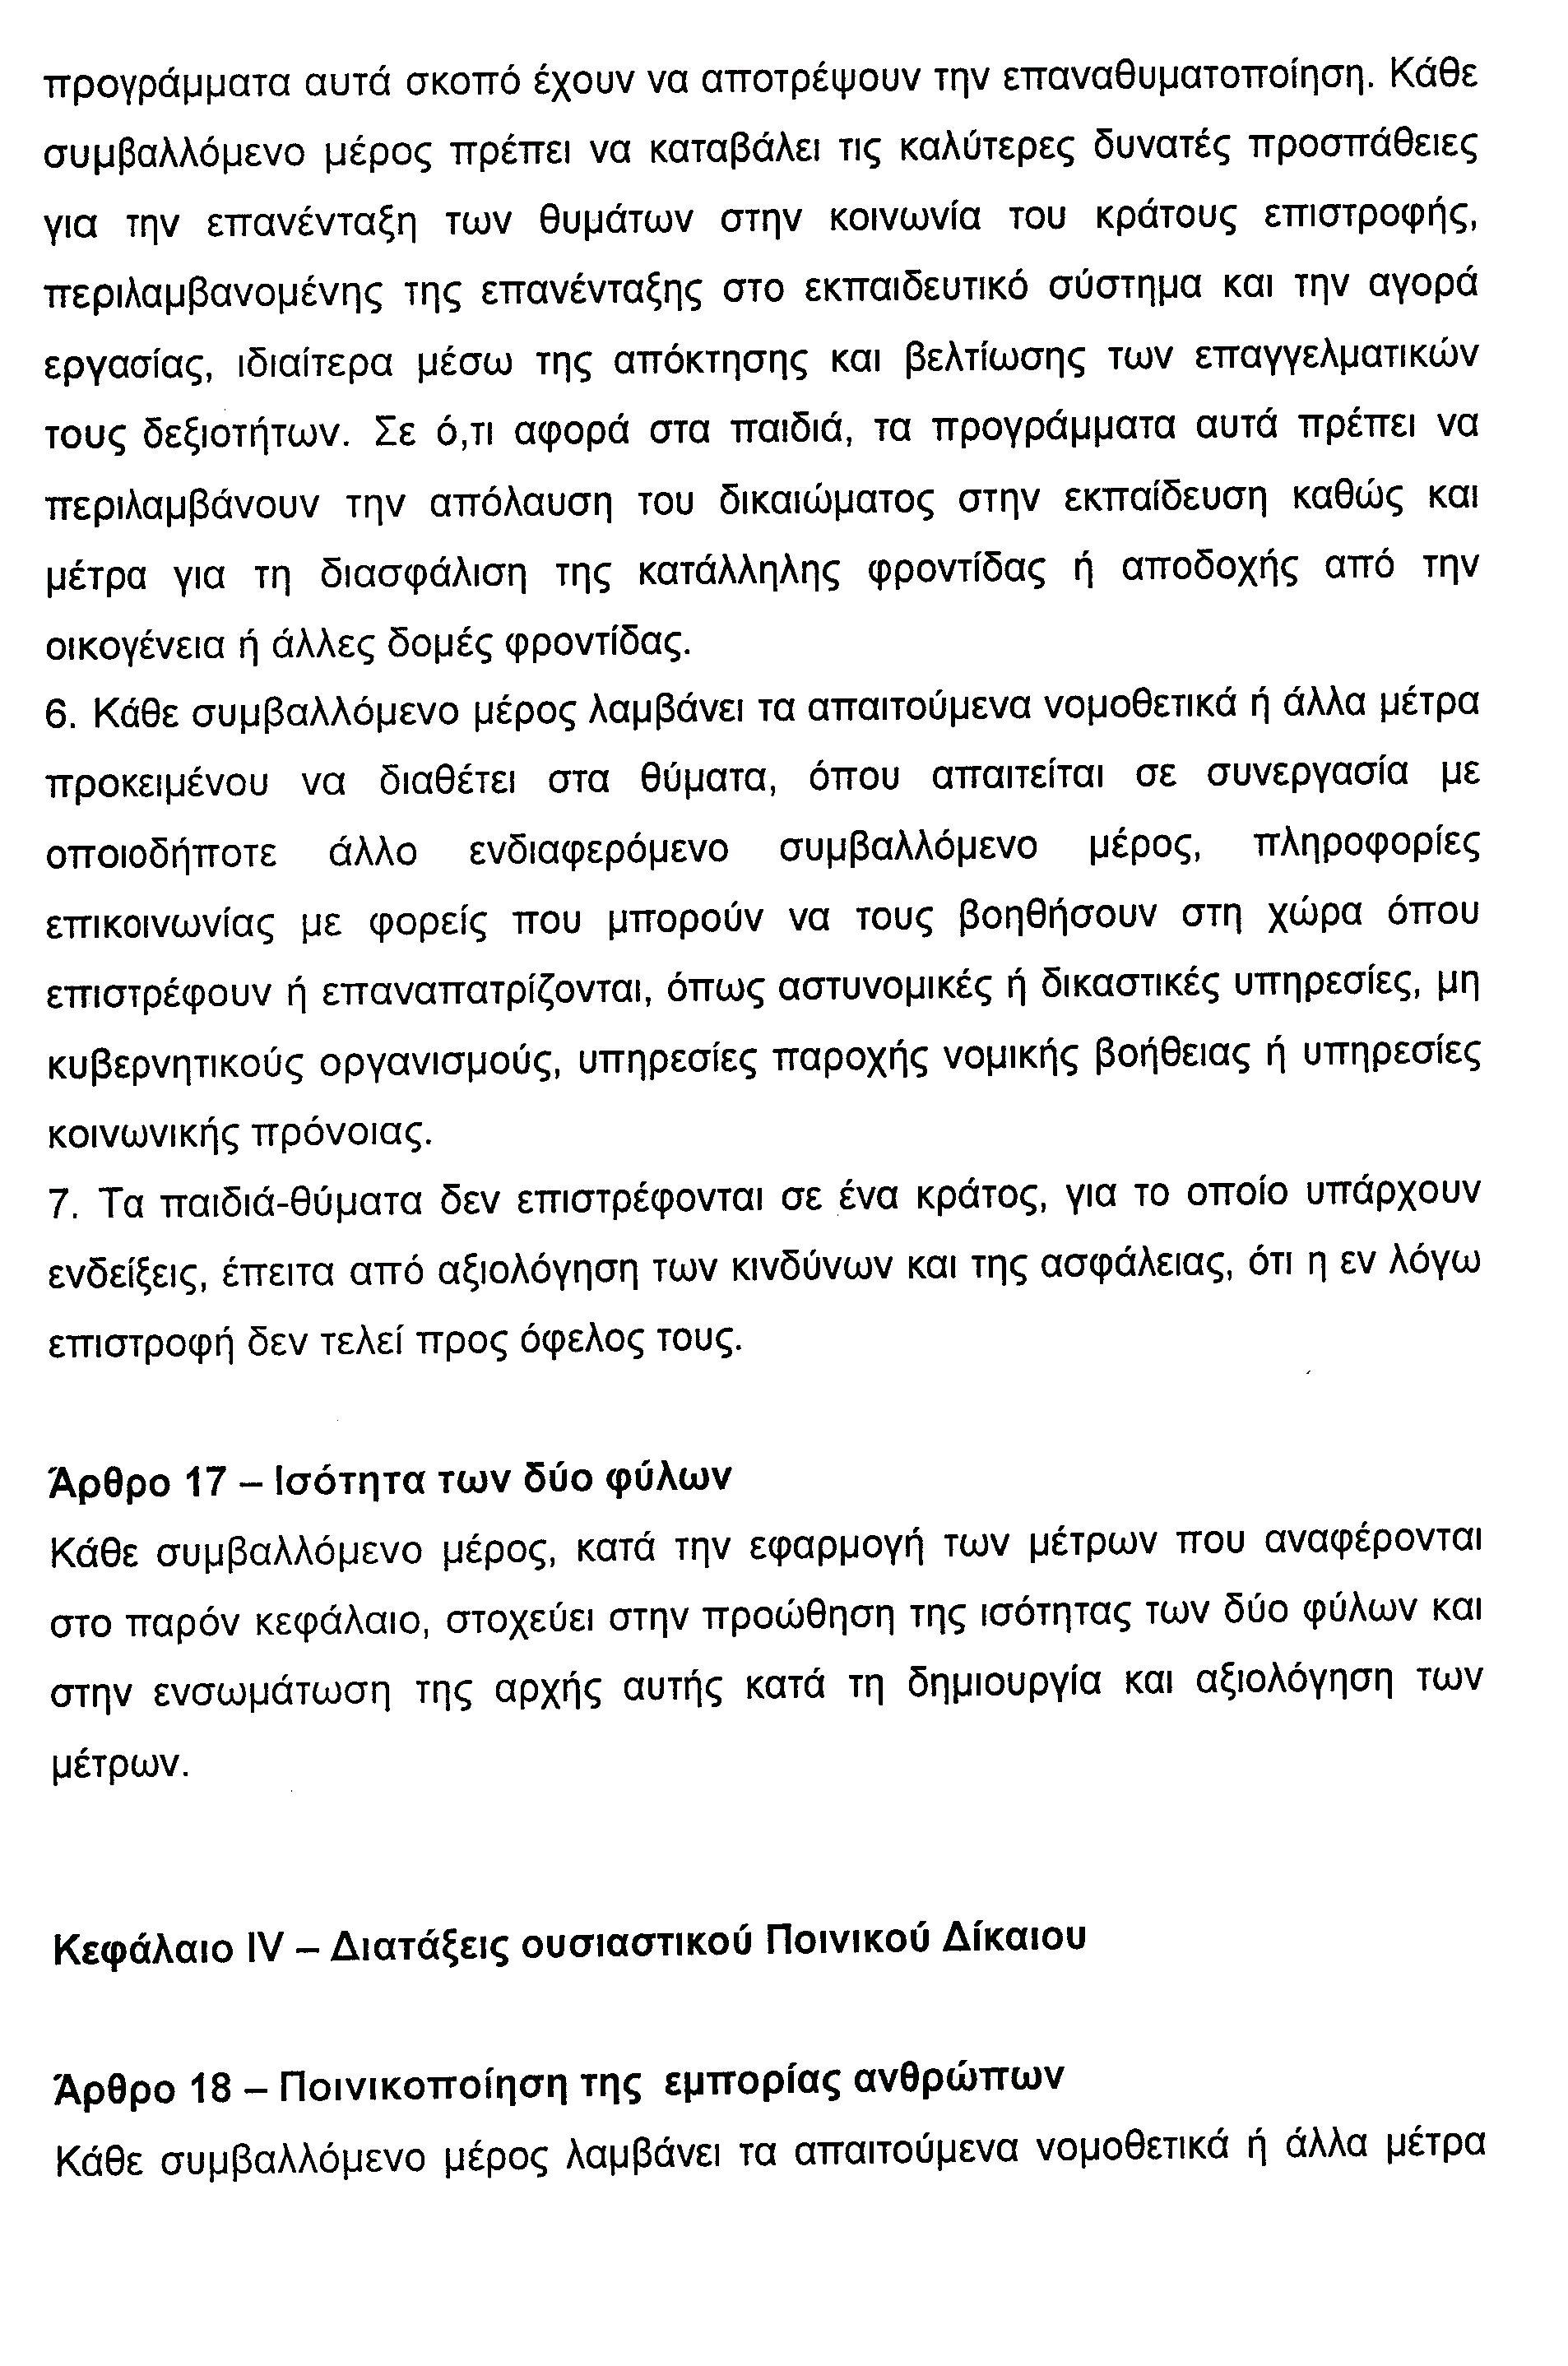 προγράμματα αυτά σκοπό έχουν να αποτρέψουν την επαναθυματοποίηση. Κάθε
συμβαλλόμενο μέρος πρέπει να καταβάλει τις καλύτερες δυνατές προσπάθειες
για την επανένταξη των θυμάτων στην κοινωνία του κράτους επιστροφής,
περιλαμβανομένης της επανένταξης στο εκπαιδευτικό σύστημα και την αγορά
εργασίας, ιδιαίτερα μέσω της απόκτησης και βελτίωσης των επαγγελματικών
τους δεξιοτήτων. Σε ό,τι αφορά στα παιδιά, τα προγράμματα αυτά πρέπει να
περιλαμβάνουν την απόλαυση του δικαιώματος στην εκπαίδευση καθώς και
μέτρα για τη διασφάλιση της κατάλληλης φροντίδας ή αποδοχής από την
οικογένεια ή άλλες δομές φροντίδας.
6. Κάθε συμβαλλόμενο μέρος λαμβάνει τα απαιτούμενα νομοθετικά ή άλλα μέτρα
προκειμένου να διαθέτει στα θύματα, όπου απαιτείται σε συνεργασία με
οποιοδήποτε άλλο ενδιαφερόμενο συμβαλλόμενο μέρος, πληροφορίες
επικοινωνίας με φορείς που μπορούν να τους βοηθήσουν στη χώρα όπου
επιστρέφουν ή επαναπατρίζονται, όπως αστυνομικές ή δικαστικές υπηρεσίες, μη
κυβερνητικούς οργανισμούς, υπηρεσίες παροχής νομικής βοήθειας ή υπηρεσίες
κοινωνικής πρόνοιας.
7. Τα παιδιά-θύματα δεν επιστρέφονται σε ένα κράτος, για το οποίο υπάρχουν
ενδείξεις, έπειτα από αξιολόγηση των κινδύνων και της ασφάλειας, ότι η εν λόγω
επιστροφή δεν τελεί προς όφελος τους.
Άρθρο 17 – Ισότητα των δύο φύλων
Κάθε συμβαλλόμενο μέρος, κατά την εφαρμογή των μέτρων που αναφέρονται
στο παρόν κεφάλαιο, στοχεύει στην προώθηση της ισότητας των δύο φύλων και
στην ενσωμάτωση της αρχής αυτής κατά τη δημιουργία και αξιολόγηση των
μέτρων.
Κεφάλαιο IV – Διατάξεις ουσιαστικού Ποινικού Δίκαιου
Άρθρο 18 – Ποινικοποίηση της εμπορίας ανθρώπων
Κάθε συμβαλλόμενο μέρος λαμβάνει τα απαιτούμενα νομοθετικά ή άλλα μέτρα